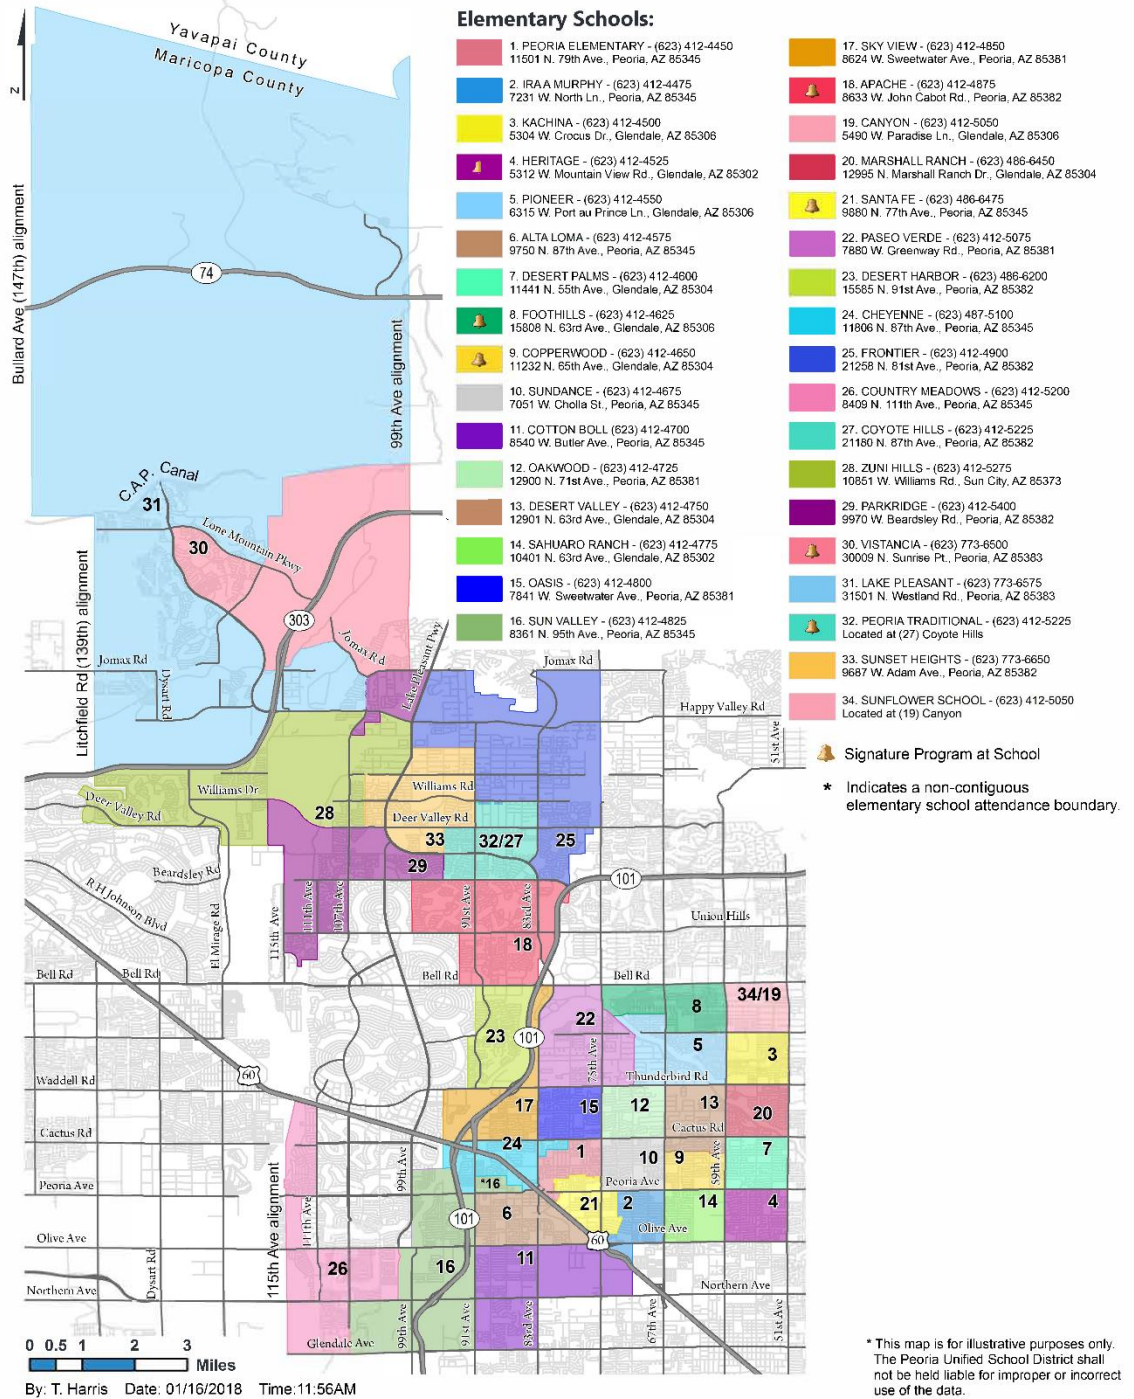 Elementary Schools:
1. PEORIA ELEMENTARY - (623) 412-4450
11501 N. 79th Ave., Peoria, AZ 85345
2. IRA A MURPHY - (623) 412-4475
7231 W. North Ln., Peoria, AZ 85345
3. KACHINA - (623) 412-4500
5304 W. Crocus Dr., Glendale, AZ 85306
4. HERITAGE - (623) 412-4525
5312 W. Mountain View Rd., Glendale, AZ 85302
5. PIONEER - (623) 412-4550
6315 W. Port au Prince Ln., Glendale, AZ 85306
6. ALTA LOMA - (623) 412-4575
9750 N. 87th Ave., Peoria, AZ 85345
7. DESERT PALMS - (623) 412-4600
11441 N. 55th Ave., Glendale, AZ 85304
8. FOOTHILLS - (623) 412-4625
15808 N. 63rd Ave., Glendale, AZ 85306
9. COPPERWOOD - (623) 412-4650
11232 N. 65th Ave., Glendale, AZ 85304
10. SUNDANCE - (623) 412-4675
7051 W. Cholla St., Peoria, AZ 85345
11. COTTON BOLL (623) 412-4700
8540 W. Butler Ave., Peoria, AZ 85345
12. OAKWOOD - (623) 412-4725
12900 N. 71st Ave., Peoria, AZ 85381
13. DESERT VALLEY - (623) 412-4750
12901 N. 63rd Ave., Glendale, AZ 85304
14. SAHUARO RANCH - (623) 412-4775
10401 N. 63rd Ave., Glendale, AZ 85302
15. OASIS - (623) 412-4800
7841 W. Sweetwater Ave., Peoria, AZ 85381
16. SUN VALLEY - (623) 412-4825
8361 N. 95th Ave., Peoria, AZ 85345
17. SKY VIEW - (623) 412-4850
8624 W. Sweetwater Ave., Peoria, AZ 85381
18. APACHE - (623) 412-4875
8633 W. John Cabot Rd., Peoria, AZ 85382
19. CANYON - (623) 412-5050
5490 W. Paradise Ln., Glendale, AZ 85306
20. MARSHALL RANCH - (623) 486-6450
12995 N. Marshall Ranch Dr., Glendale, AZ 85304
21. SANTA FE - (623) 486-6475
9880 N. 77th Ave., Peoria, AZ 85345
22. PASEO VERDE - (623) 412-5075
7880 W. Greenway Rd., Peoria, AZ 85381
23. DESERT HARBOR - (623) 486-6200
15585 N. 91st Ave., Peoria, AZ 85382
24. CHEYENNE - (623) 487-5100
11806 N. 87th Ave., Peoria, AZ 85345
25. FRONTIER - (623) 412-4900
21258 N. 81st Ave., Peoria, AZ 85382
26. COUNTRY MEADOWS - (623) 412-5200
8409 N. 111th Ave., Peoria, AZ 85345
27. COYOTE HILLS - (623) 412-5225
21180 N. 87th Ave., Peoria, AZ 85382
28. ZUNI HILLS - (623) 412-5275
10851 W. Williams Rd., Sun City, AZ 85373
29. PARKRIDGE - (623) 412-5400
9970 W. Beardsley Rd., Peoria, AZ 85382
30. VISTANCIA - (623) 773-6500
30009 N. Sunrise Pt., Peoria, AZ 85383
31. LAKE PLEASANT - (623) 773-6575
31501 N. Westland Rd., Peoria, AZ 85383
32. PEORIA TRADITIONAL - (623) 412-5225
Located at (27) Coyote Hills
33. SUNSET HEIGHTS - (623) 773-6650
9687 W. Adam Ave., Peoria, AZ 85382
34. SUNFLOWER SCHOOL - (623) 412-5050
Located at (19) Canyon
Signature Program at School
* Indicates a non-contiguous
elementary school attendance boundary.
Yavapai County
Maricopa County
N
Bullard Ave (147th) alignment
74
99th Ave alignment
C.A.P. Canal
31
30
Lone Mountain Pkwy
303
Litchfield Rd (139th) alignment
Jomax Rd
Jomax Rd
Jomax Rd
Lake Pleasant Pwy
Dysart Rd
Happy Valley Rd
51st Ave
Williams Dr
Williams Rd
Deer Valley Rd
Deer Valley Rd
28
33
32/27
25
29
Beardsley Rd
R H Johnson Blvd
El Mirage Rd
115th Ave
111th Ave
107th Ave
91st Ave
83rd Ave
101
Union Hills
18
Bell Rd
Bell Rd
Bell Rd
Bell Rd
34/19
8
22
23
101
5
3
75th Ave
Waddell Rd
60
Thunderbird Rd
17
15
12
13
20
Cactus Rd
Cactus Rd
24
1
10
9
59th Ave
7
99th Ave
Peoria Ave
Peoria Ave
*16
6
21
2
14
4
111th Ave
115th Ave alignment
101
Olive Ave
Olive Ave
60
11
26
16
Dysart Rd
Northern Ave
Northern Ave
99th Ave
91st Ave
83rd Ave
67th Ave
51st Ave
Glendale Ave
0 0.5 1 2 3
Miles
By: T. Harris Date: 01/16/2018 Time:11:56AM
* This map is for illustrative purposes only.
The Peoria Unified School District shall
not be held liable for improper or incorrect
use of the data.